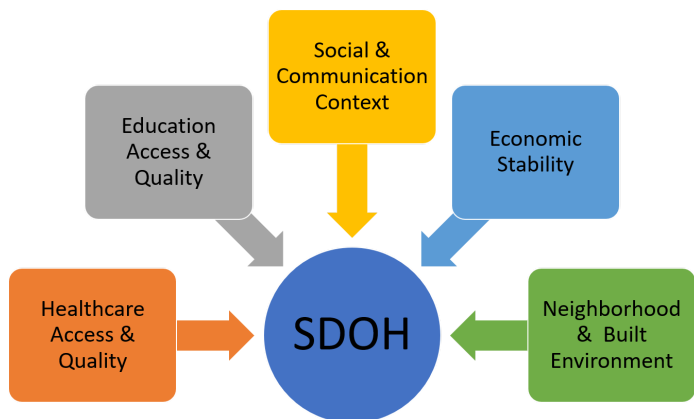 Social &
Communication
Context
Education
Access &
Quality
Economic
Stability
Healthcare
Access &
Quality
SDOH
Neighborhood
& Built
Environment